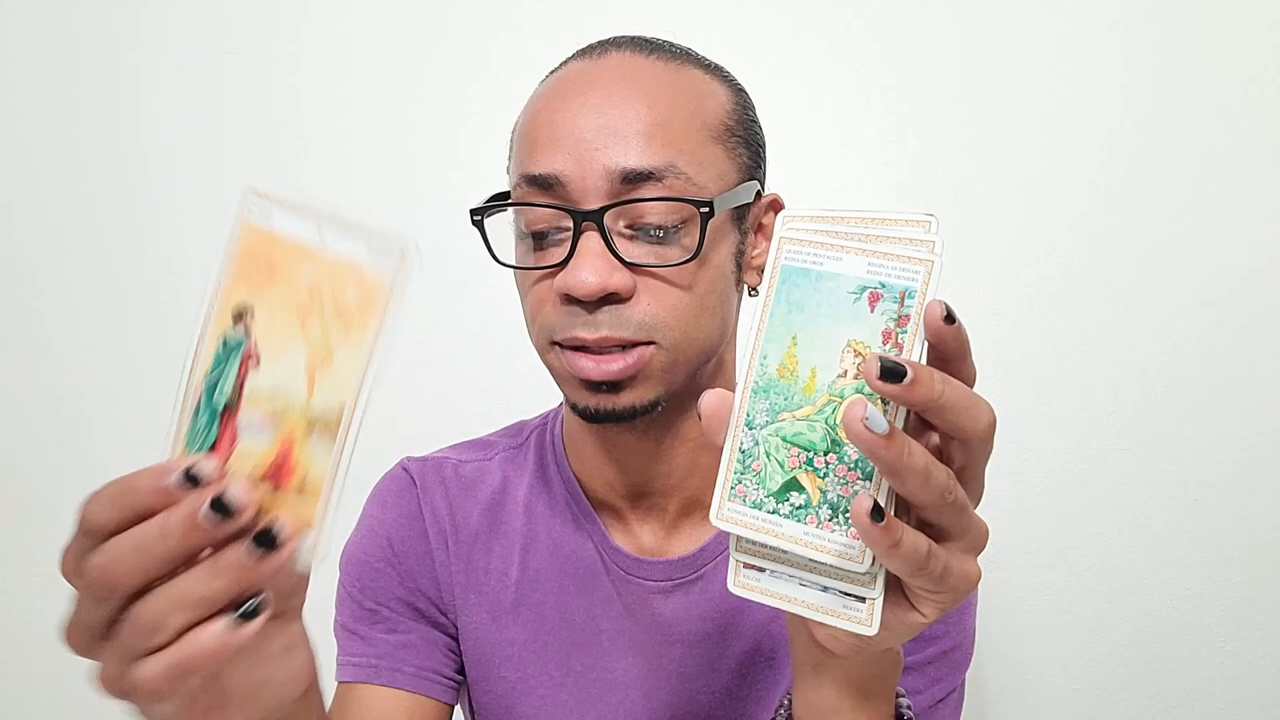 QUEEN OF PENTACLES
REINA DE OROS
REGINA DI DENARI
REINE DE DENIERS
KÖNIGIN DER MÜNZEN
MUNTEN KONINGIN
KELCHE
BEKERS